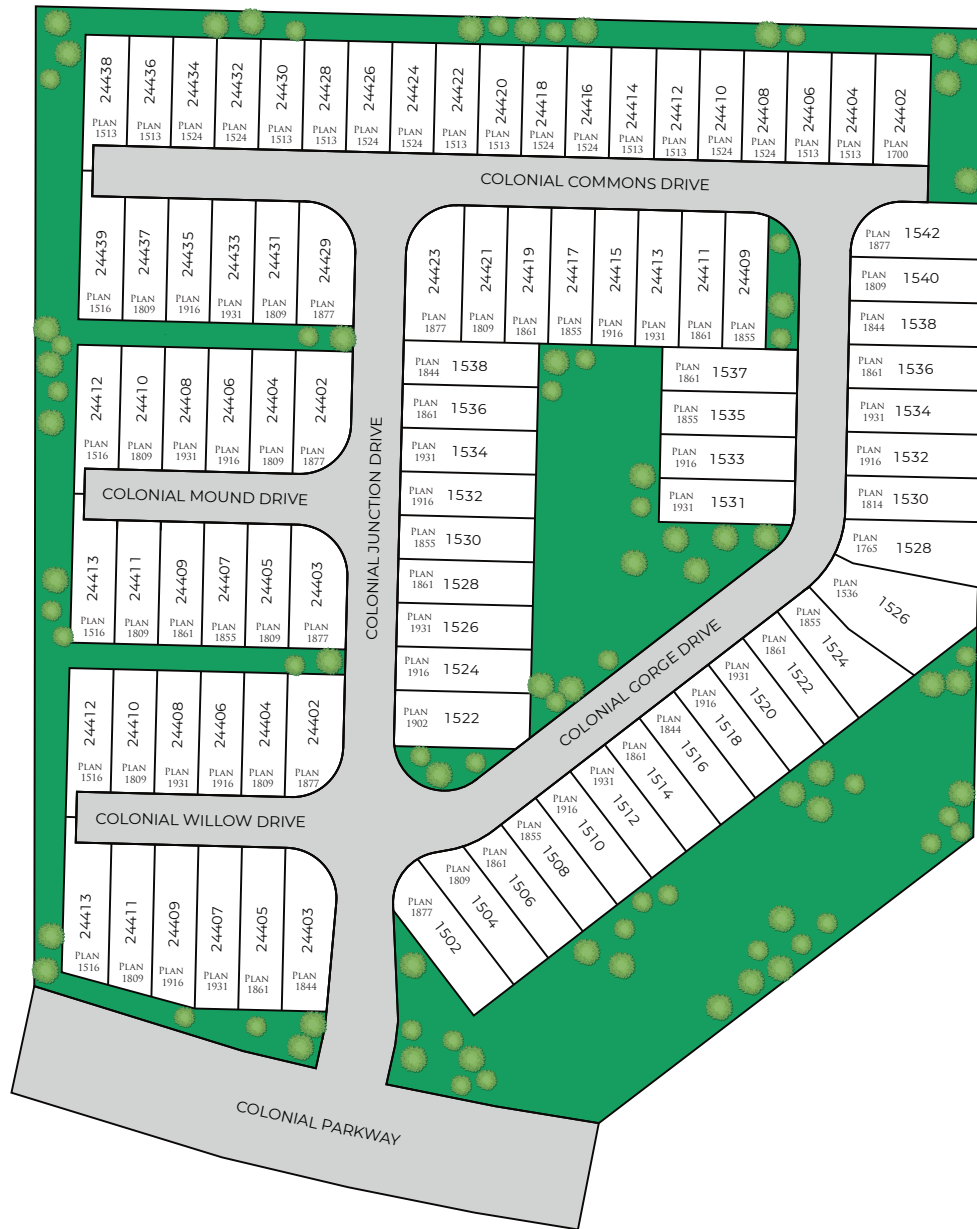 24438
PLAN
1513
24436
PLAN
1513
24434
PLAN
1524
24432
PLAN
1524
24430
PLAN
1513
24428
PLAN
1513
24426
PLAN
1524
24424
PLAN
1524
24422
PLAN
1513
24420
PLAN
1513
24418
PLAN
1524
24416
PLAN
1524
24414
PLAN
1513
24412
PLAN
1513
24410
PLAN
1524
24408
PLAN
1524
24406
PLAN
1513
24404
PLAN
1513
24402
PLAN
1700
COLONIAL COMMONS DRIVE
24439
PLAN
1516
24437
PLAN
1809
24435
PLAN
1916
24433
PLAN
1931
24431
PLAN
1809
24429
PLAN
1877
24423
PLAN
1877
24421
PLAN
1809
24419
PLAN
1861
24417
PLAN
1855
24415
PLAN
1916
24413
PLAN
1931
24411
PLAN
1861
24409
PLAN
1855
PLAN
1877
1542
PLAN
1809
1540
PLAN
1844
1538
PLAN
1861
1536
PLAN
1931
1534
PLAN
1916
1532
PLAN
1814
1530
PLAN
1765
1528
PLAN
1536
1526
PLAN
1844
1538
PLAN
1861
1536
PLAN
1931
1534
PLAN
1916
1532
PLAN
1855
1530
PLAN
1861
1528
PLAN
1931
1526
PLAN
1916
1524
PLAN
1902
1522
PLAN
1861
1537
PLAN
1855
1535
PLAN
1916
1533
PLAN
1931
1531
24412
PLAN
1516
24410
PLAN
1809
24408
PLAN
1931
24406
PLAN
1916
24404
PLAN
1809
24402
PLAN
1877
COLONIAL MOUND DRIVE
COLONIAL JUNCTION DRIVE
24413
PLAN
1516
24411
PLAN
1809
24409
PLAN
1861
24407
PLAN
1855
24405
PLAN
1809
24403
PLAN
1877
COLONIAL GORGE DRIVE
PLAN
1855
1524
PLAN
1861
1522
PLAN
1931
1520
PLAN
1916
1518
PLAN
1844
1516
PLAN
1861
1514
PLAN
1931
1512
PLAN
1916
1510
PLAN
1855
1508
PLAN
1861
1506
PLAN
1809
1504
PLAN
1877
1502
24412
PLAN
1516
24410
PLAN
1809
24408
PLAN
1931
24406
PLAN
1916
24404
PLAN
1809
24402
PLAN
1877
COLONIAL WILLOW DRIVE
24413
PLAN
1516
24411
PLAN
1809
24409
PLAN
1916
24407
PLAN
1931
24405
PLAN
1861
24403
PLAN
1844
COLONIAL PARKWAY